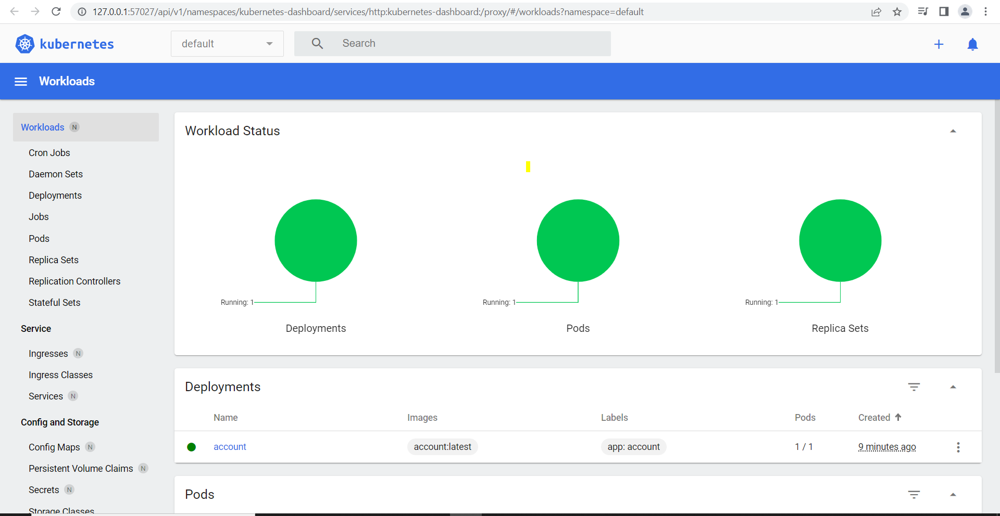 127.0.0.1:57027/api/v1/namespaces/kubernetes-dashboard/services/http:kubernetes-dashboard:/proxy/#/workloads?namespace=default
kubernetes
default
Search
Workloads
Workloads N
Cron Jobs
Daemon Sets
Deployments
Jobs
Pods
Replica Sets
Replication Controllers
Stateful Sets
Service
Ingresses N
Ingress Classes
Services N
Config and Storage
Config Maps N
Persistent Volume Claims N
Secrets N
Storage Classes
Workload Status
Running: 1
Deployments
Running: 1
Pods
Running: 1
Replica Sets
Deployments
Name Images Labels Pods Created
account account:latest app: account 1 / 1 9 minutes ago
Pods